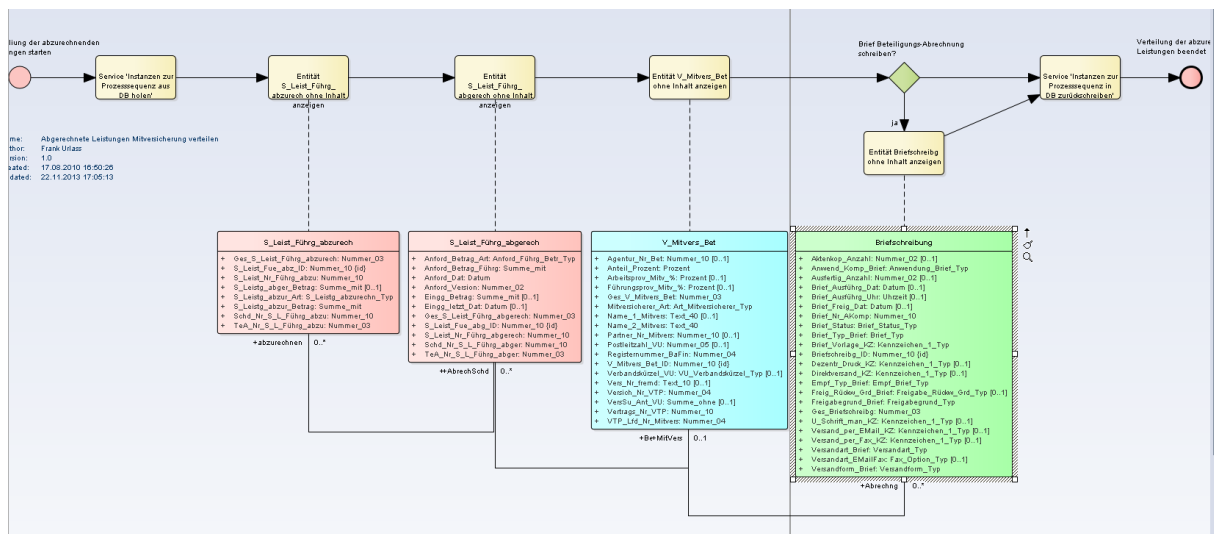 ilung der abzurechnenden
ngen starten
Service 'Instanzen zur
Prozesssequenz aus
DB holen'
Entität
S_Leist_Führg_
abzurech ohne Inhalt
anzeigen
Entität
S_Leist_Führg_
abgerech ohne Inhalt
anzeigen
Entität V_Mitvers_Bet
ohne Inhalt anzeigen
Brief Beteiligungs-Abrechnung
schreiben?
ja
Entität Briefschreibg
ohne Inhalt anzeigen
Service 'Instanzen zur
Prozesssequenz in
DB zurückschreiben'
Verteilung der abzure
Leistungen beendet
me: Abgerechnete Leistungen Mitversicherung verteilen
thor: Frank Urlass
rsion: 1.0
eated: 17.08.2010 16:50:26
dated: 22.11.2013 17:05:13
S_Leist_Führg_abzurech
+ Ges_S_Leist_Führg_abzurech: Nummer_03
+ S_Leist_Fue_abz_ID: Nummer_10 {id}
+ S_Leist_Nr_Führg_abzu: Nummer_10
+ S_Leistg_abger_Betrag: Summe_mit [0..1]
+ S_Leistg_abzur_Art: S_Leistg_abzurechn_Typ
+ S_Leistg_abzur_Betrag: Summe_mit
+ Schd_Nr_S_L_Führg_abzu: Nummer_10
+ TeA_Nr_S_L_Führg_abzu: Nummer_03
+abzurechnen 0..*
S_Leist_Führg_abgerech
+ Anford_Betrag_Art: Anford_Führg_Betr_Typ
+ Anford_Betrag_Führg: Summe_mit
+ Anford_Dat: Datum
+ Anford_Version: Nummer_02
+ Eingg_Betrag: Summe_mit [0..1]
+ Eingg_letzt_Dat: Datum [0..1]
+ Ges_S_Leist_Führg_abgerech: Nummer_03
+ S_Leist_Fue_abg_ID: Nummer_10 {id}
+ S_Leist_Nr_Führg_abgerech: Nummer_10
+ Schd_Nr_S_L_Führg_abger: Nummer_10
+ TeA_Nr_S_L_Führg_abger: Nummer_03
++AbrechSchd 0..*
V_Mitvers_Bet
+ Agentur_Nr_Bet: Nummer_10 [0..1]
+ Anteil_Prozent: Prozent
+ Arbeitsprov_Mitv_%: Prozent [0..1]
+ Führungsprov_Mitv_%: Prozent [0..1]
+ Ges_V_Mitvers_Bet: Nummer_03
+ Mitversicherer_Art: Art_Mitversicherer_Typ
+ Name_1_Mitvers: Text_40 [0..1]
+ Name_2_Mitvers: Text_40
+ Partner_Nr_Mitvers: Nummer_10 [0..1]
+ Postleitzahl_VU: Nummer_05 [0..1]
+ Registernummer_BaFin: Nummer_04
+ V_Mitvers_Bet_ID: Nummer_10 {id}
+ Verbandskürzel_VU: VU_Verbandskürzel_Typ [0..1]
+ Vers_Nr_fremd: Text_10 [0..1]
+ Versich_Nr_VTP: Nummer_04
+ VersSu_Ant_VU: Summe_ohne [0..1]
+ Vertrags_Nr_VTP: Nummer_10
+ VTP_Lfd_Nr_Mitvers: Nummer_04
+Be+MitVers 0..1
Briefschreibung
+ Aktenkop_Anzahl: Nummer_02 [0..1]
+ Anwend_Komp_Brief: Anwendung_Brief_Typ
+ Ausfertig_Anzahl: Nummer_02 [0..1]
+ Brief_Ausführg_Dat: Datum [0..1]
+ Brief_Ausführg_Uhr: Uhrzeit [0..1]
+ Brief_Freig_Dat: Datum [0..1]
+ Brief_Nr_AKomp: Nummer_10
+ Brief_Status: Brief_Status_Typ
+ Brief_Typ_Brief: Brief_Typ
+ Brief_Vorlage_KZ: Kennzeichen_1_Typ
+ Briefschreibg_ID: Nummer_10 {id}
+ Dezentr_Druck_KZ: Kennzeichen_1_Typ [0..1]
+ Direktversand_KZ: Kennzeichen_1_Typ [0..1]
+ Empf_Typ_Brief: Empf_Brief_Typ
+ Freig_Rückw_Grd_Brief: Freigabe_Rückw_Grd_Typ [0..1]
+ Freigabegrund_Brief: Freigabegrund_Typ
+ Ges_Briefschreibg: Nummer_03
+ U_Schrift_man_KZ: Kennzeichen_1_Typ [0..1]
+ Versand_per_EMail_KZ: Kennzeichen_1_Typ [0..1]
+ Versand_per_Fax_KZ: Kennzeichen_1_Typ [0..1]
+ Versandart_Brief: Versandart_Typ
+ Versandart_EMailFax: Fax_Option_Typ [0..1]
+ Versandform_Brief: Versandform_Typ
+Abrechng 0..*